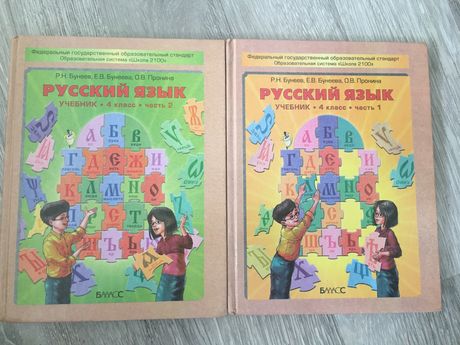 Федеральный государственный образовательный стандарт
Образовательная система «Школа 2100»
Р.Н. Бунеев, Е.В. Бунеева, О.В. Пронина
РУССКИЙ ЯЗЫК
УЧЕБНИК • 4 класс • часть 2
А Б В
Г Д Е Ж И
К Л М Н О
С Т
Ш Ъ Ь
БАЛАСС
Федеральный государственный образовательный стандарт
Образовательная система «Школа 2100»
Р.Н. Бунеев, Е.В. Бунеева, О.В. Пронина
РУССКИЙ ЯЗЫК
УЧЕБНИК • 4 класс • часть 1
А Б В
Г Д Е И
К Л М Н О
С
Ш Ъ Ь
БАЛАСС